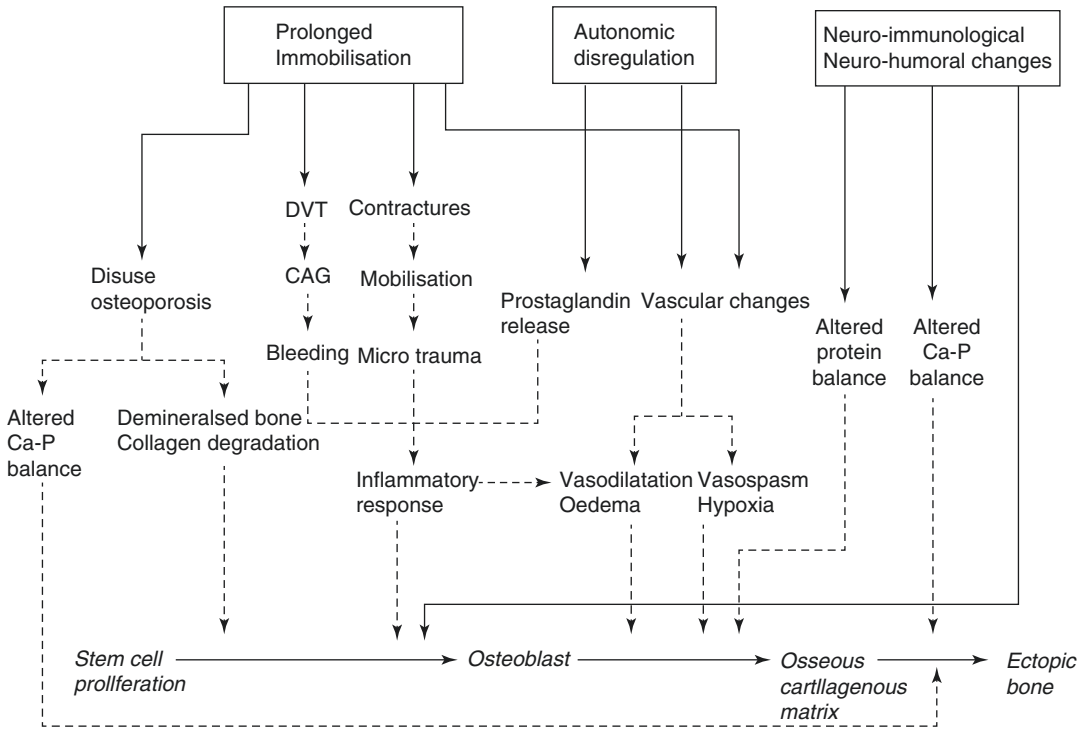 Prolonged
Immobilisation
Autonomic
disregulation
Neuro-immunological
Neuro-humoral changes
DVT
Contractures
Disuse
osteoporosis
CAG
Mobilisation
Prostaglandin
release
Vascular changes
Altered
protein
balance
Altered
Ca-P
balance
Bleeding
Micro trauma
Altered
Ca-P
balance
Demineralsed bone
Collagen degradation
Inflammatory
response
Vasodilatation
Oedema
Vasospasm
Hypoxia
Stem cell
prollferation
Osteoblast
Osseous
cartllagenous
matrix
Ectopic
bone